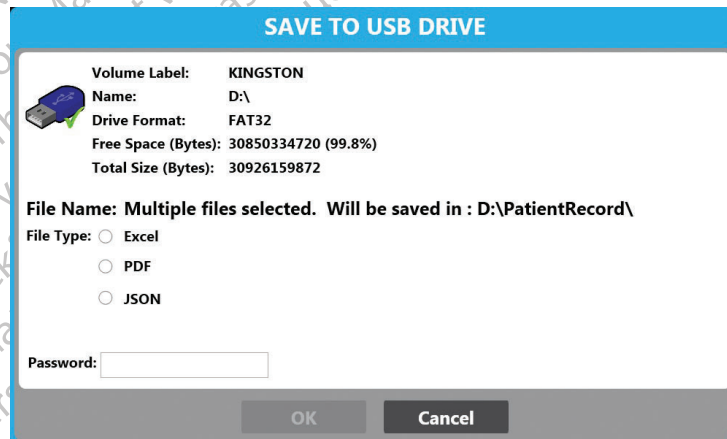 SAVE TO USB DRIVE
Volume Label: KINGSTON
Name: D:\
Drive Format: FAT32
Free Space (Bytes): 30850334720 (99.8%)
Total Size (Bytes): 30926159872
File Name: Multiple files selected. Will be saved in : D:\PatientRecord\
File Type: Excel
PDF
JSON
Password:
OK Cancel